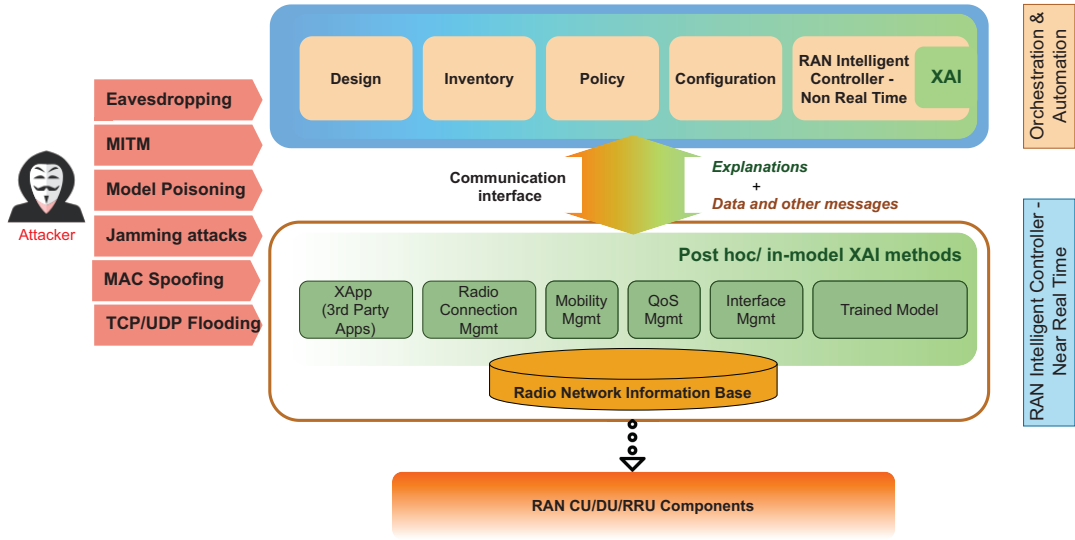 Design
Inventory
Policy
Configuration
RAN Intelligent
Controller -
Non Real Time
XAI
Orchestration &
Automation
Eavesdropping
MITM
Model Poisoning
Jamming attacks
MAC Spoofing
TCP/UDP Flooding
Attacker
Communication
interface
Explanations
+
Data and other messages
Post hoc/ in-model XAI methods
XApp
(3rd Party
Apps)
Radio
Connection
Mgmt
Mobility
Mgmt
QoS
Mgmt
Interface
Mgmt
Trained Model
Radio Network Information Base
RAN Intelligent Controller -
Near Real Time
RAN CU/DU/RRU Components